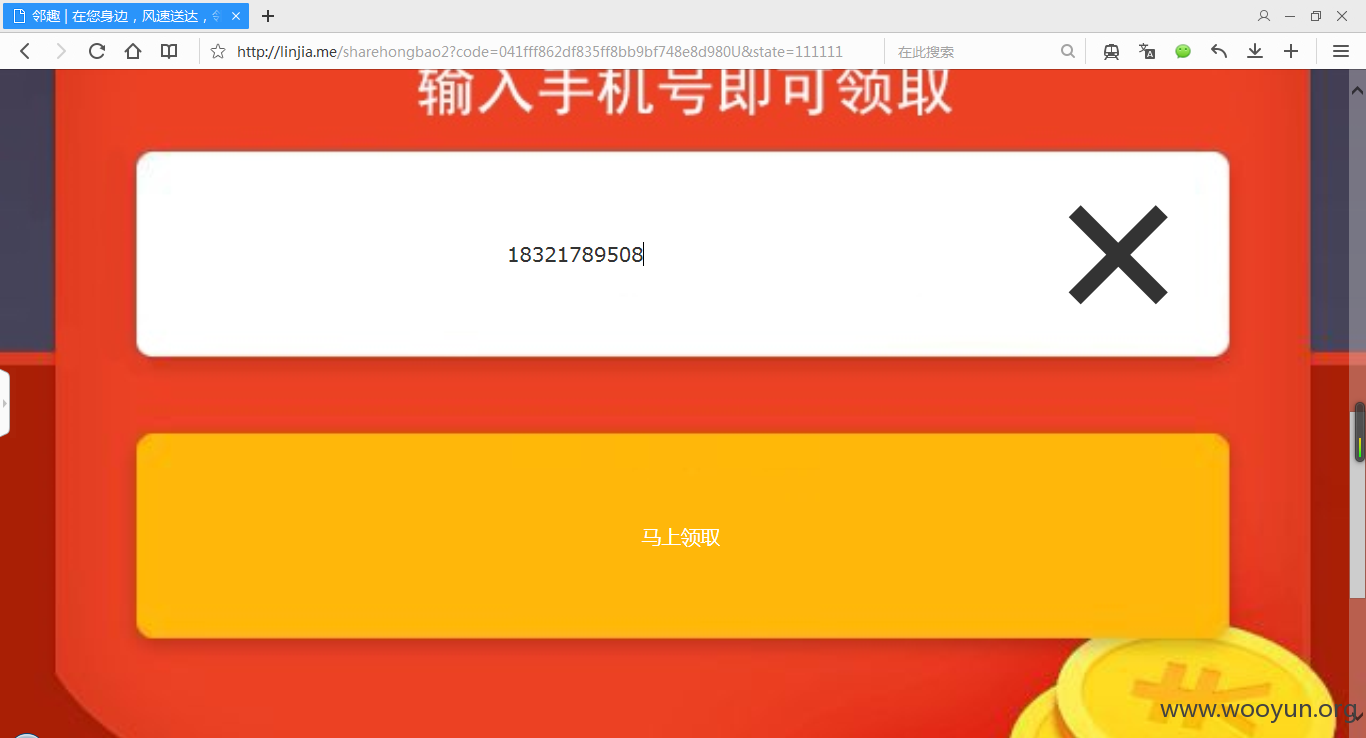 邻趣 | 在您身边，风速送达，
http://linjia.me/sharehongbao2?code=041fff862df835ff8bb9bf748e8d980U&state=111111
在此搜索
输入手机号即可领取
18321789508
马上领取
www.wooyun.org